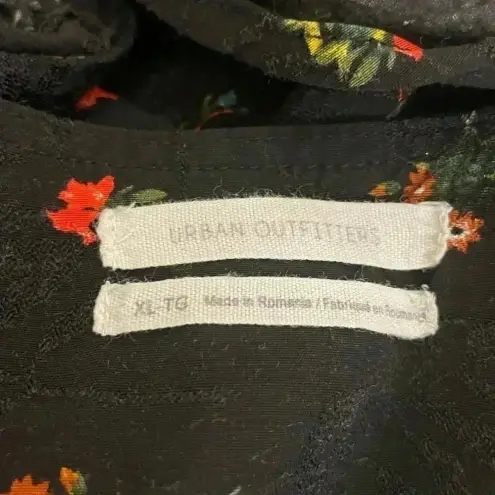 URBAN OUTFITTERS
XL-TG Made in Romania / Fabriqué en Roumanie